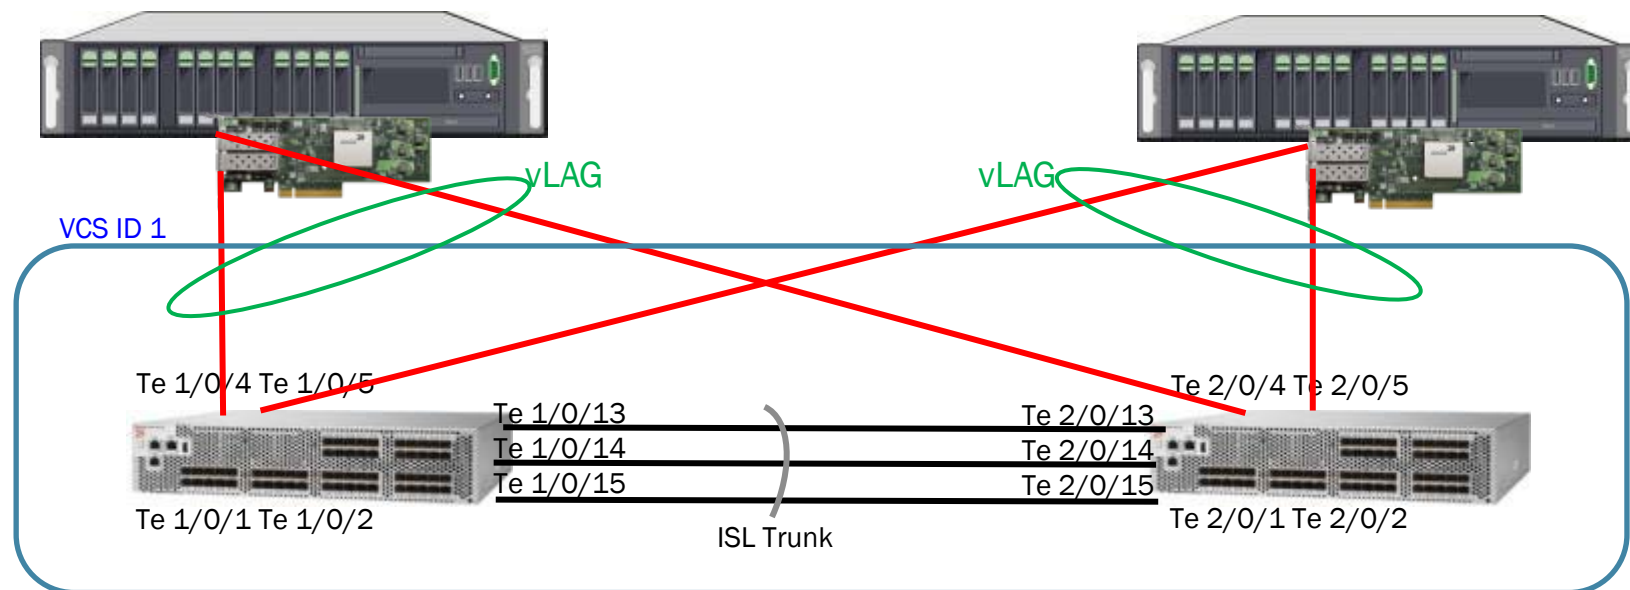 vLAG
vLAG
VCS ID 1
Te 1/0/4 Te 1/0/5
Te 2/0/4 Te 2/0/5
Te 1/0/13
Te 2/0/13
Te 1/0/14
Te 2/0/14
Te 1/0/15
Te 2/0/15
Te 1/0/1 Te 1/0/2
Te 2/0/1 Te 2/0/2
ISL Trunk